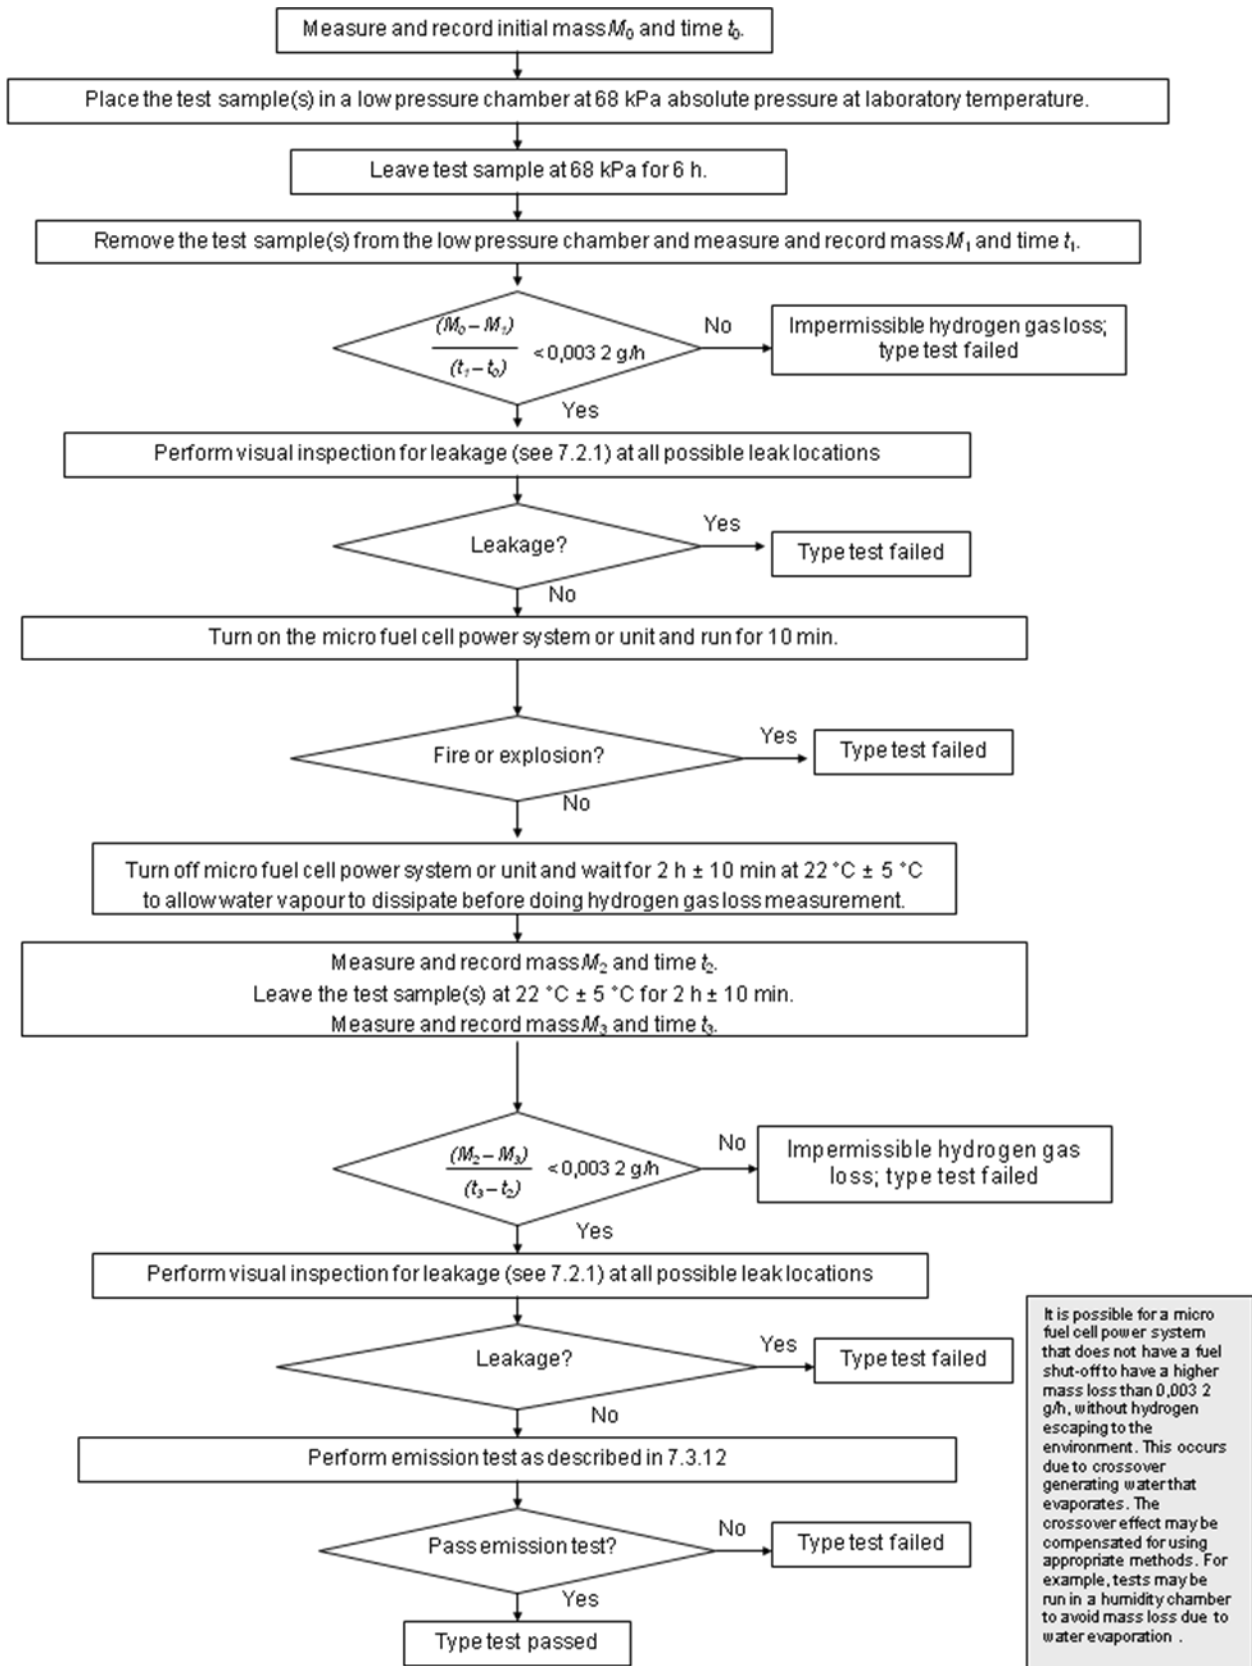 Measure and record initial mass M0 and time t0.
Place the test sample(s) in a low pressure chamber at 68 kPa absolute pressure at laboratory temperature.
Leave test sample at 68 kPa for 6 h.
Remove the test sample(s) from the low pressure chamber and measure and record mass M1 and time t1.
(M0 – M1)
(t1 – t0)
< 0,003 2 g/h
No
Impermissible hydrogen gas loss;
type test failed
Yes
Perform visual inspection for leakage (see 7.2.1) at all possible leak locations
Leakage?
Yes
Type test failed
No
Turn on the micro fuel cell power system or unit and run for 10 min.
Fire or explosion?
Yes
Type test failed
No
Turn off micro fuel cell power system or unit and wait for 2 h ± 10 min at 22 °C ± 5 °C
to allow water vapour to dissipate before doing hydrogen gas loss measurement.
Measure and record mass M2 and time t2.
Leave the test sample(s) at 22 °C ± 5 °C for 2 h ± 10 min.
Measure and record mass M3 and time t3.
(M2 – M3)
(t3 – t2)
< 0,003 2 g/h
No
Impermissible hydrogen gas
loss; type test failed
Yes
Perform visual inspection for leakage (see 7.2.1) at all possible leak locations
Leakage?
Yes
Type test failed
No
Perform emission test as described in 7.3.12
Pass emission test?
No
Type test failed
Yes
Type test passed
It is possible for a micro
fuel cell power system
that does not have a fuel
shut-off to have a higher
mass loss than 0,003 2
g/h, without hydrogen
escaping to the
environment. This occurs
due to crossover
generating water that
evaporates. The
crossover effect may be
compensated for using
appropriate methods. For
example, tests may be
run in a humidity chamber
to avoid mass loss due to
water evaporation .